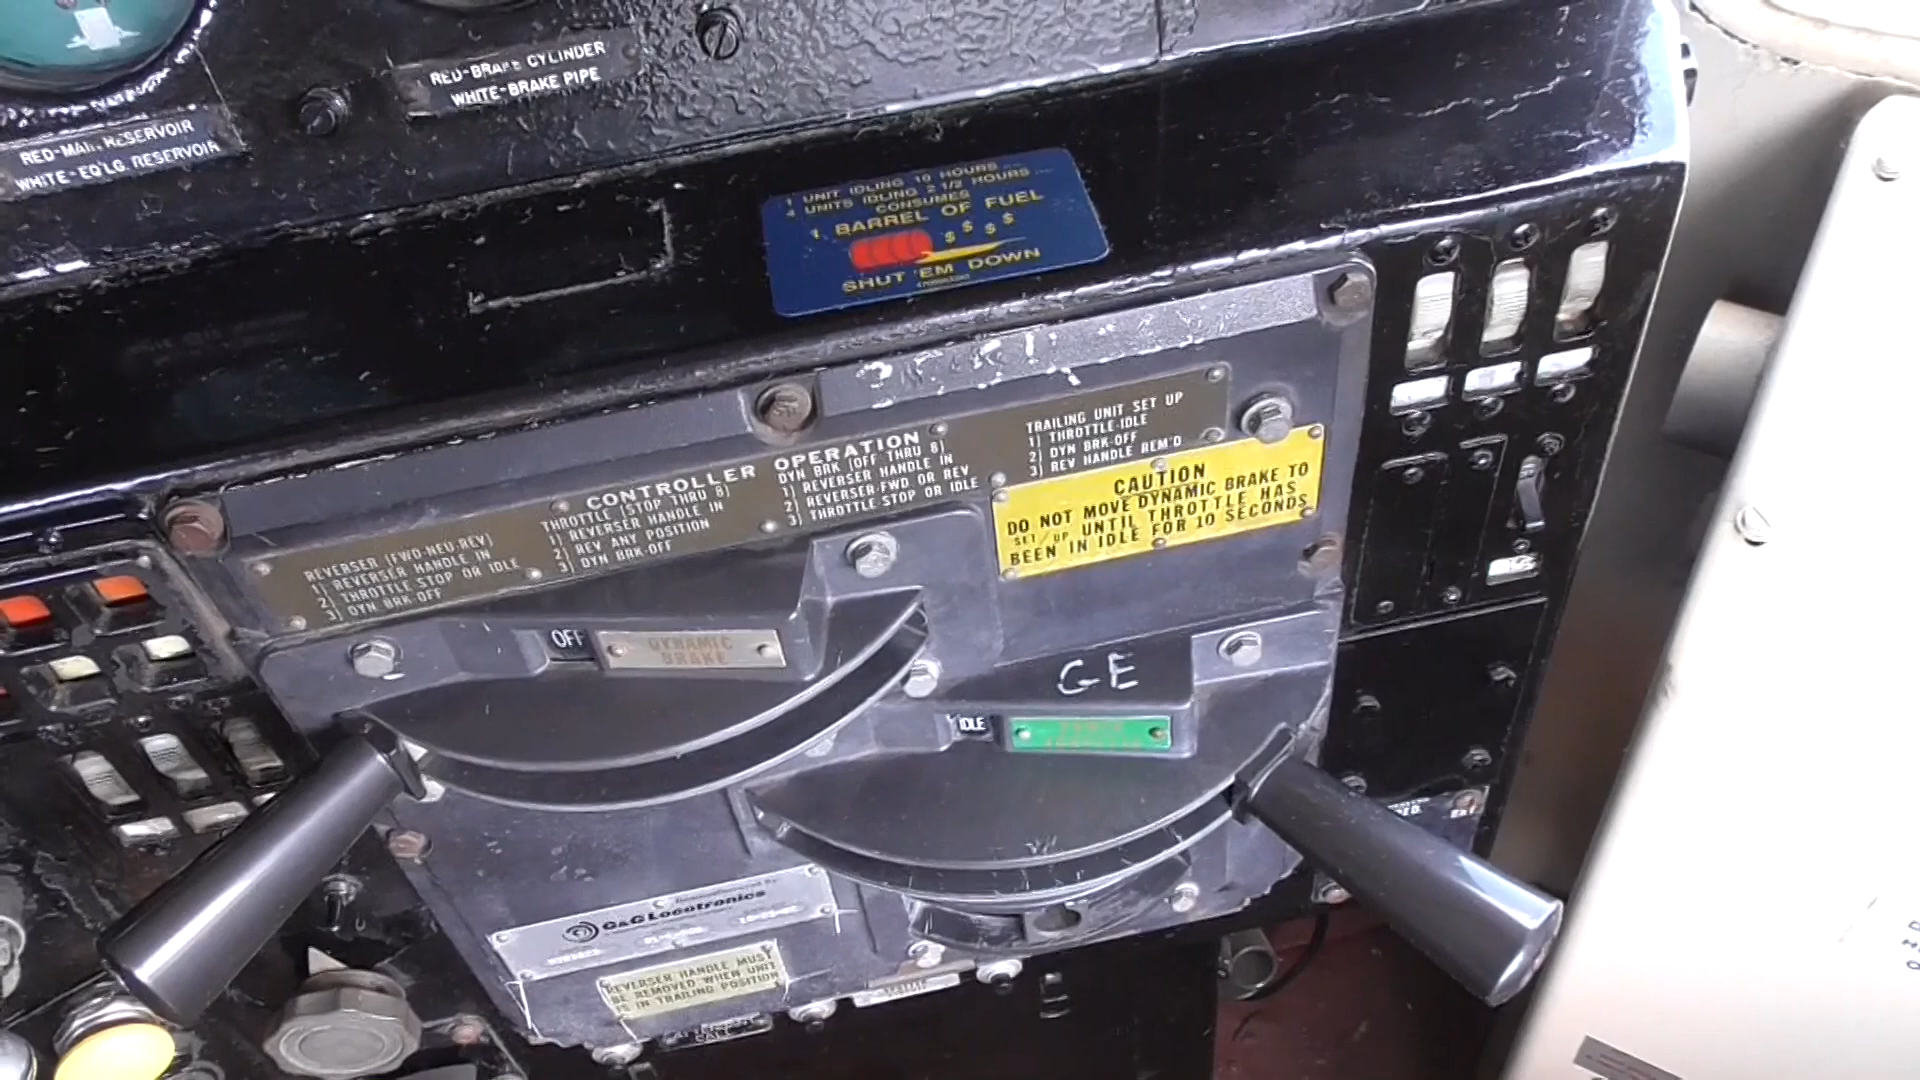 RED-BRAKE CYLINDER
WHITE-BRAKE PIPE
RED-MAIN RESERVOIR
WHITE-EQ'LG. RESERVOIR
1 UNIT IDLING 10 HOURS
4 UNITS IDLING 2 1/2 HOURS
CONSUMES
1 BARREL OF FUEL
$ $ $ $
SHUT 'EM DOWN
CONTROLLER OPERATION
REVERSER (FWD-NEU-REV)
1) REVERSER HANDLE IN
2) THROTTLE STOP OR IDLE
3) DYN BRK-OFF
THROTTLE (STOP THRU 8)
1) REVERSER HANDLE IN
2) REV ANY POSITION
3) DYN BRK-OFF
DYN BRK (OFF THRU 8)
1) REVERSER HANDLE IN
2) REVERSER-FWD OR REV
3) THROTTLE-STOP OR IDLE
TRAILING UNIT SET UP
1) THROTTLE-IDLE
2) DYN BRK-OFF
3) REV HANDLE REM'D
CAUTION
DO NOT MOVE DYNAMIC BRAKE TO
SET / UP UNTIL THROTTLE HAS
BEEN IN IDLE FOR 10 SECONDS
OFF
DYNAMIC
BRAKE
GE
IDLE
G&G Locotronics
REVERSER HANDLE MUST
BE REMOVED WHEN UNIT
IS IN TRAILING POSITION